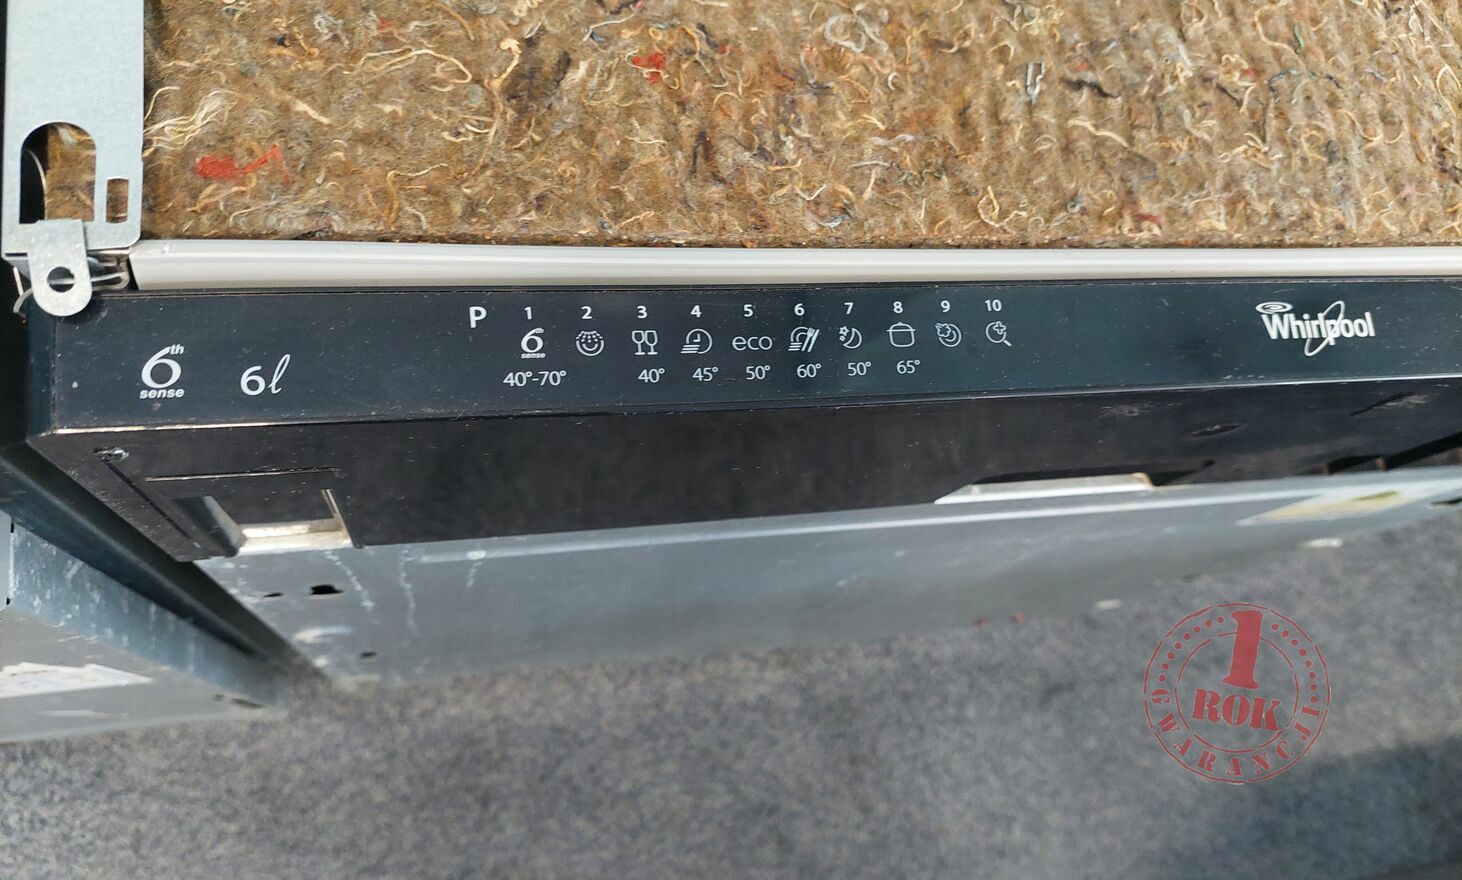 P 1 2 3 4 5 6 7 8 9 10
6th sense
6th sense 6ℓ eco
40°-70° 40° 45° 50° 60° 50° 65°
Whirlpool
1
ROK
GWARANCJI